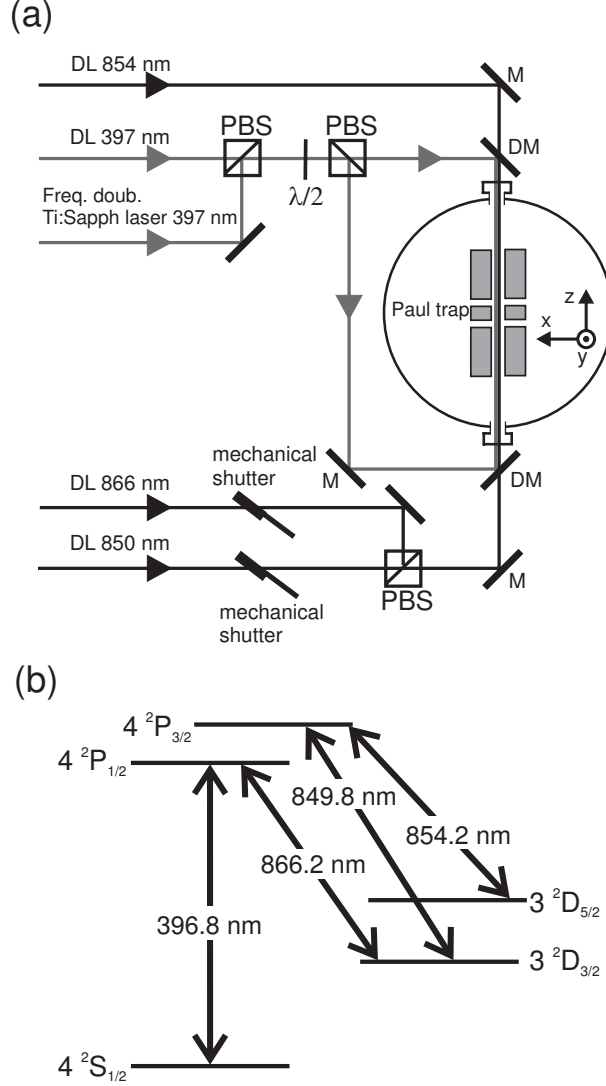 (a)
DL 854 nm
M
PBS
PBS
DL 397 nm
DM
λ/2
Freq. doub.
Ti:Sapph laser 397 nm
Paul trap
z
x
y
mechanical
shutter
M
DM
DL 866 nm
DL 850 nm
M
PBS
mechanical
shutter
(b)
4 ²P₃/₂
4 ²P₁/₂
849.8 nm
854.2 nm
866.2 nm
3 ²D₅/₂
396.8 nm
3 ²D₃/₂
4 ²S₁/₂